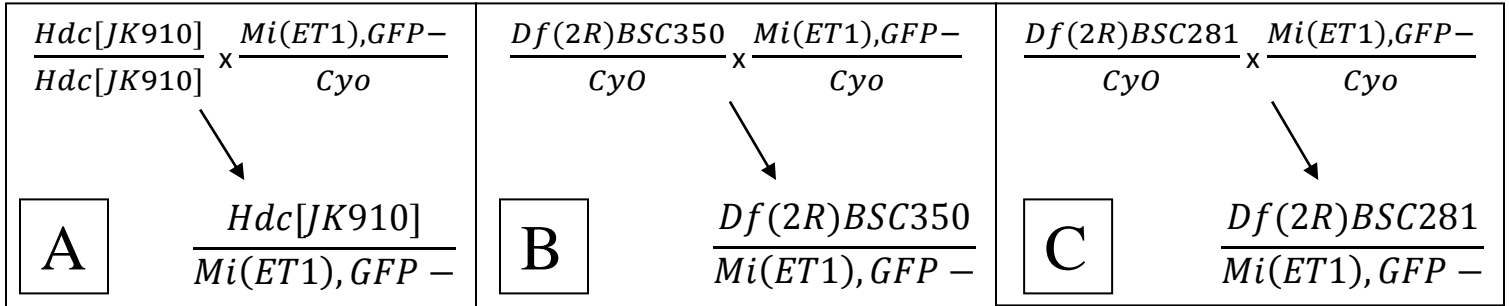 Hdc[JK910] x Mi(ET1),GFP−
Hdc[JK910] Cyo
A
Hdc[JK910]
Mi(ET1), GFP −
Df(2R)BSC350 x Mi(ET1),GFP−
CyO Cyo
B
Df(2R)BSC350
Mi(ET1), GFP −
Df(2R)BSC281 x Mi(ET1),GFP−
CyO Cyo
C
Df(2R)BSC281
Mi(ET1), GFP −